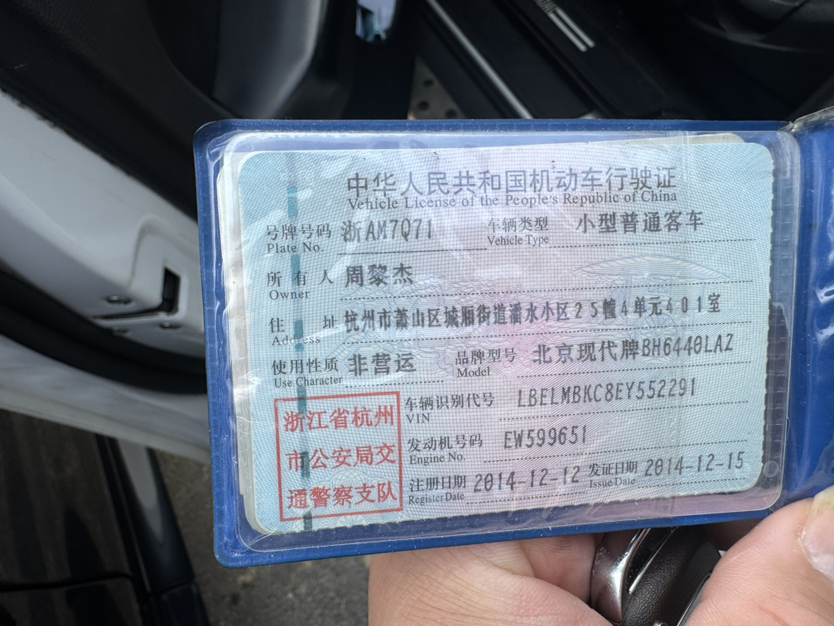 中华人民共和国机动车行驶证
Vehicle License of the People's Republic of China
号牌号码 浙AM7Q71 车辆类型 小型普通客车
Plate No. Vehicle Type
所有人 周黎杰
Owner
住址 杭州市萧山区城厢街道潘水小区25幢4单元401室
Address
使用性质 非营运 品牌型号 北京现代牌BH6440LAZ
Use Character Model
浙江省杭州
市公安局交
通警察支队
车辆识别代号 LBELMBKC8EY552291
VIN
发动机号码 EW599651
Engine No.
注册日期 2014-12-12 发证日期 2014-12-15
Register Date Issue Date